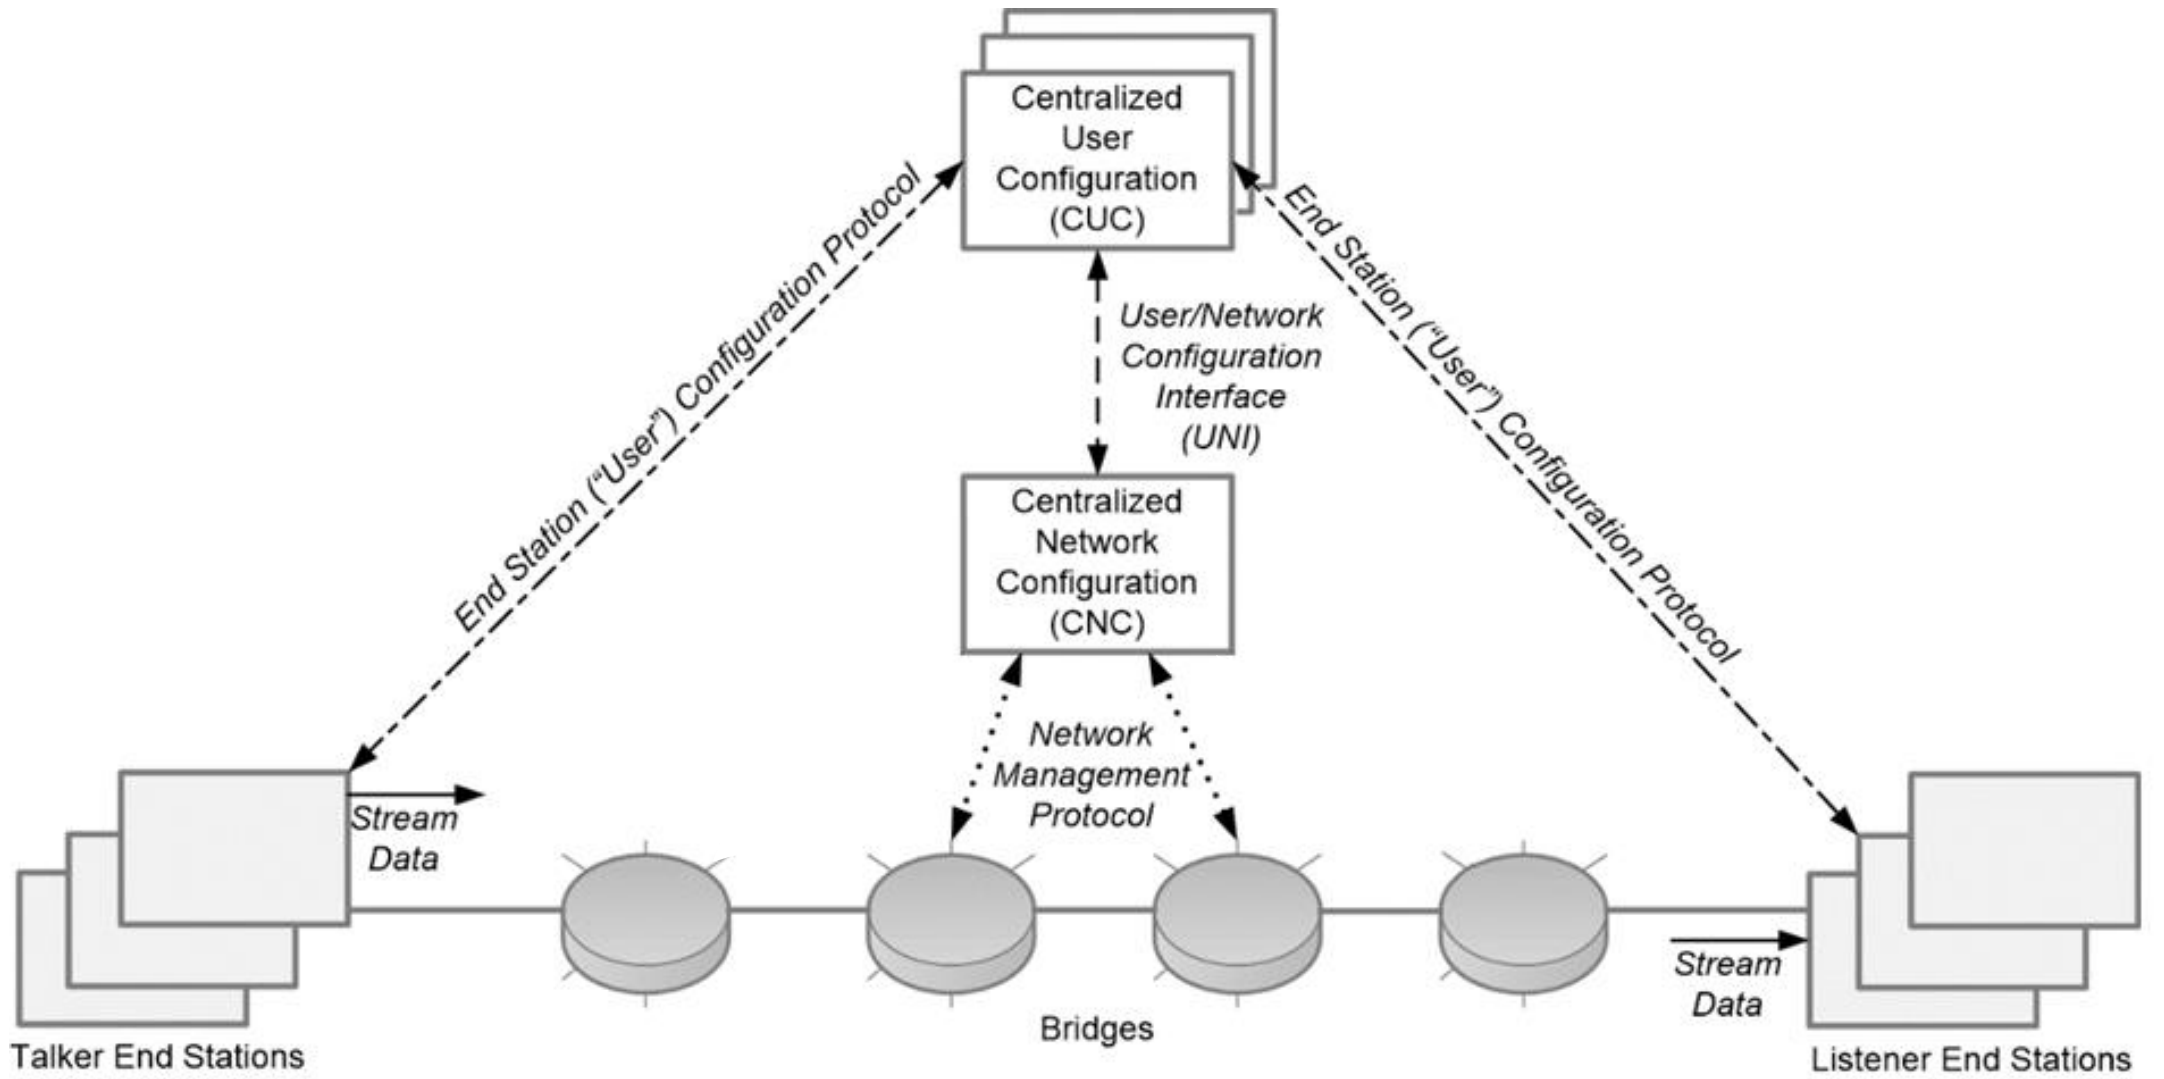 Centralized
User
Configuration
(CUC)
End Station (“User”) Configuration Protocol
End Station (“User”) Configuration Protocol
User/Network
Configuration
Interface
(UNI)
Centralized
Network
Configuration
(CNC)
Network
Management
Protocol
Stream
Data
Stream
Data
Bridges
Talker End Stations
Listener End Stations